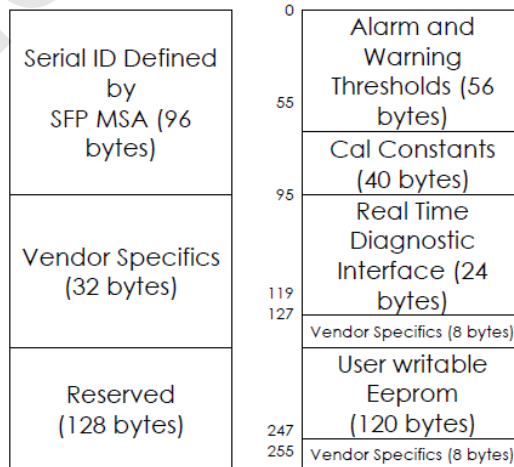 Serial ID Defined
by
SFP MSA (96
bytes)
Vendor Specifics
(32 bytes)
Reserved
(128 bytes)
0
55
95
119
127
247
255
Alarm and
Warning
Thresholds (56
bytes)
Cal Constants
(40 bytes)
Real Time
Diagnostic
Interface (24
bytes)
Vendor Specifics (8 bytes)
User writable
Eeprom
(120 bytes)
Vendor Specifics (8 bytes)